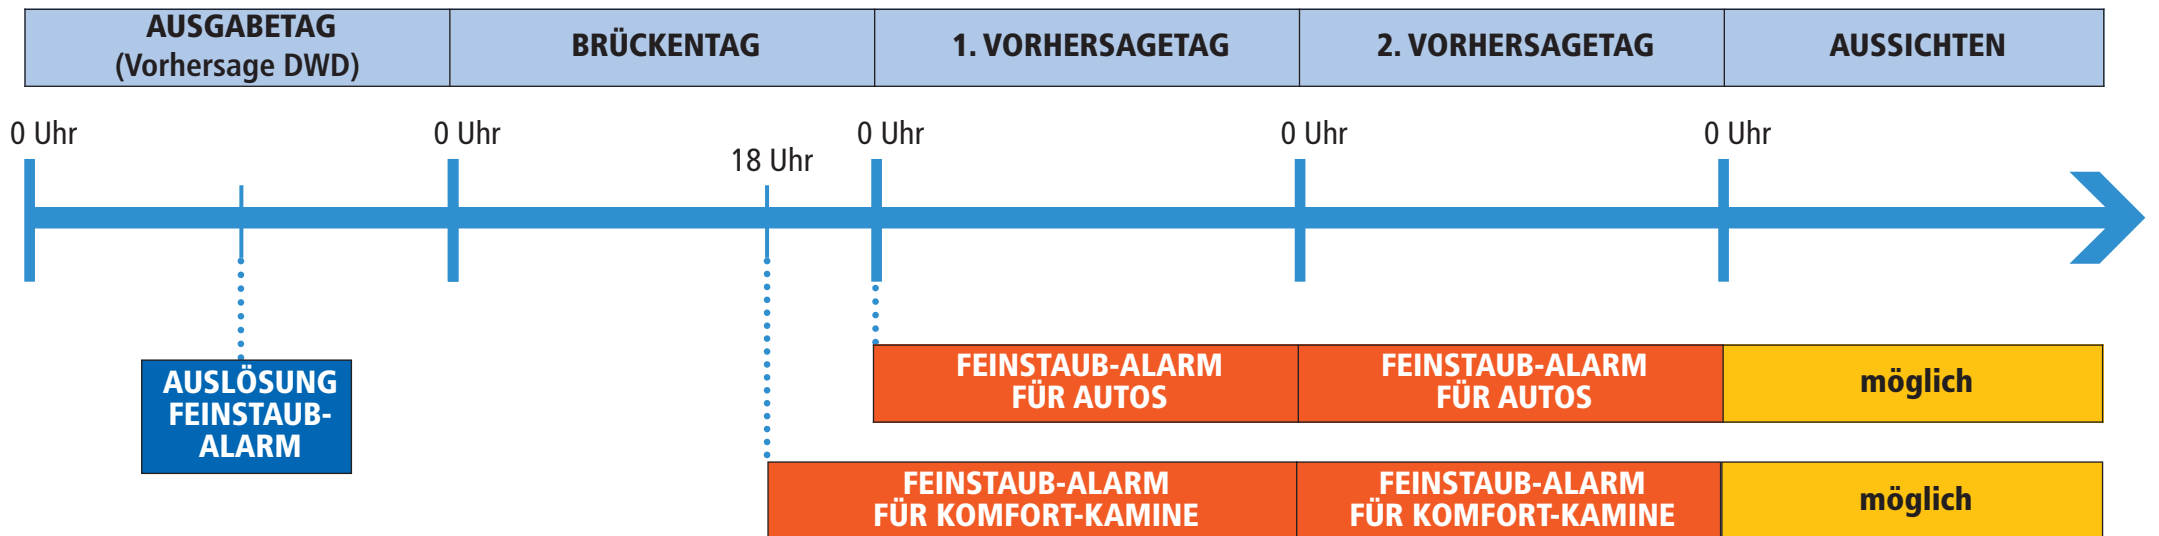 AUSGABETAG
(Vorhersage DWD)
BRÜCKENTAG
1. VORHERSAGETAG
2. VORHERSAGETAG
AUSSICHTEN
0 Uhr
0 Uhr
18 Uhr
0 Uhr
0 Uhr
0 Uhr
AUSLÖSUNG
FEINSTAUB-
ALARM
FEINSTAUB-ALARM
FÜR AUTOS
FEINSTAUB-ALARM
FÜR AUTOS
möglich
FEINSTAUB-ALARM
FÜR KOMFORT-KAMINE
FEINSTAUB-ALARM
FÜR KOMFORT-KAMINE
möglich